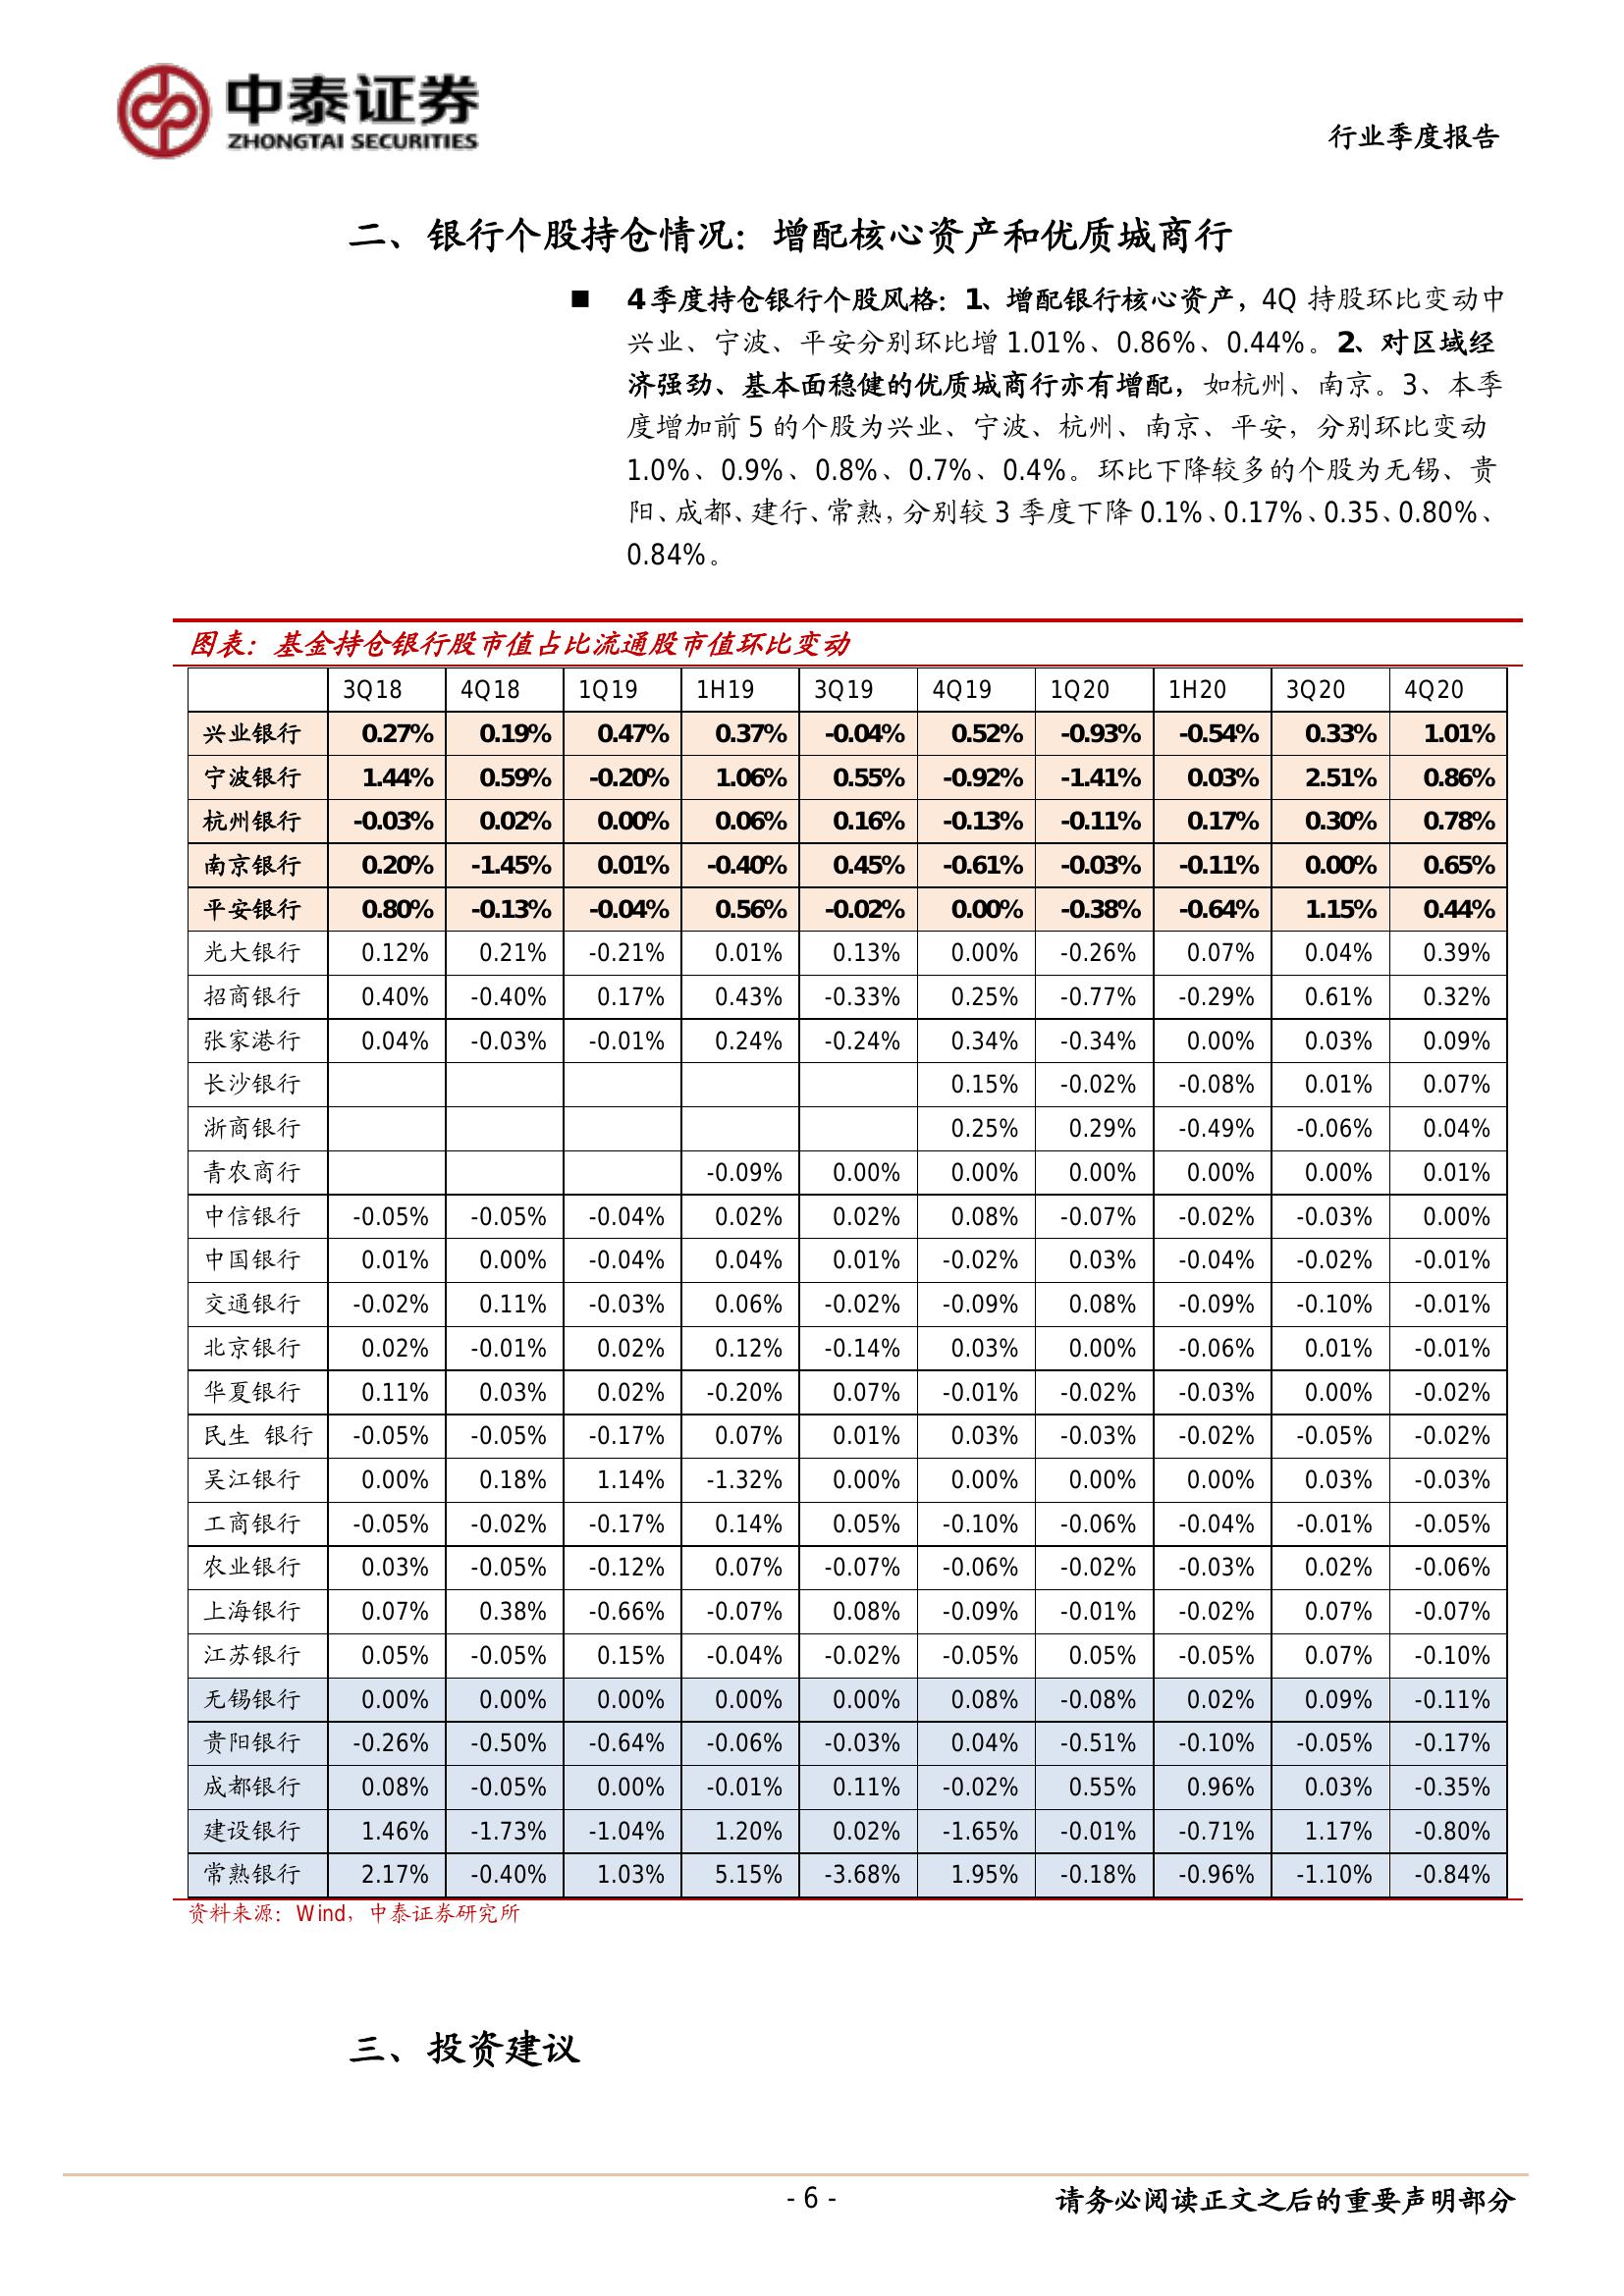 中泰证券
ZHONGTAI SECURITIES
行业季度报告
二、银行个股持仓情况：增配核心资产和优质城商行
■ 4季度持仓银行个股风格：1、增配银行核心资产，4Q 持股环比变动中
兴业、宁波、平安分别环比增 1.01%、0.86%、0.44%。2、对区域经
济强劲、基本面稳健的优质城商行亦有增配，如杭州、南京。3、本季
度增加前 5 的个股为兴业、宁波、杭州、南京、平安，分别环比变动
1.0%、0.9%、0.8%、0.7%、0.4%。环比下降较多的个股为无锡、贵
阳、成都、建行、常熟，分别较 3 季度下降 0.1%、0.17%、0.35、0.80%、
0.84%。
图表：基金持仓银行股市值占比流通股市值环比变动
3Q18 4Q18 1Q19 1H19 3Q19 4Q19 1Q20 1H20 3Q20 4Q20
兴业银行 0.27% 0.19% 0.47% 0.37% -0.04% 0.52% -0.93% -0.54% 0.33% 1.01%
宁波银行 1.44% 0.59% -0.20% 1.06% 0.55% -0.92% -1.41% 0.03% 2.51% 0.86%
杭州银行 -0.03% 0.02% 0.00% 0.06% 0.16% -0.13% -0.11% 0.17% 0.30% 0.78%
南京银行 0.20% -1.45% 0.01% -0.40% 0.45% -0.61% -0.03% -0.11% 0.00% 0.65%
平安银行 0.80% -0.13% -0.04% 0.56% -0.02% 0.00% -0.38% -0.64% 1.15% 0.44%
光大银行 0.12% 0.21% -0.21% 0.01% 0.13% 0.00% -0.26% 0.07% 0.04% 0.39%
招商银行 0.40% -0.40% 0.17% 0.43% -0.33% 0.25% -0.77% -0.29% 0.61% 0.32%
张家港行 0.04% -0.03% -0.01% 0.24% -0.24% 0.34% -0.34% 0.00% 0.03% 0.09%
长沙银行 0.15% -0.02% -0.08% 0.01% 0.07%
浙商银行 0.25% 0.29% -0.49% -0.06% 0.04%
青农商行 -0.09% 0.00% 0.00% 0.00% 0.00% 0.00% 0.01%
中信银行 -0.05% -0.05% -0.04% 0.02% 0.02% 0.08% -0.07% -0.02% -0.03% 0.00%
中国银行 0.01% 0.00% -0.04% 0.04% 0.01% -0.02% 0.03% -0.04% -0.02% -0.01%
交通银行 -0.02% 0.11% -0.03% 0.06% -0.02% -0.09% 0.08% -0.09% -0.10% -0.01%
北京银行 0.02% -0.01% 0.02% 0.12% -0.14% 0.03% 0.00% -0.06% 0.01% -0.01%
华夏银行 0.11% 0.03% 0.02% -0.20% 0.07% -0.01% -0.02% -0.03% 0.00% -0.02%
民生 银行 -0.05% -0.05% -0.17% 0.07% 0.01% 0.03% -0.03% -0.02% -0.05% -0.02%
吴江银行 0.00% 0.18% 1.14% -1.32% 0.00% 0.00% 0.00% 0.00% 0.03% -0.03%
工商银行 -0.05% -0.02% -0.17% 0.14% 0.05% -0.10% -0.06% -0.04% -0.01% -0.05%
农业银行 0.03% -0.05% -0.12% 0.07% -0.07% -0.06% -0.02% -0.03% 0.02% -0.06%
上海银行 0.07% 0.38% -0.66% -0.07% 0.08% -0.09% -0.01% -0.02% 0.07% -0.07%
江苏银行 0.05% -0.05% 0.15% -0.04% -0.02% -0.05% 0.05% -0.05% 0.07% -0.10%
无锡银行 0.00% 0.00% 0.00% 0.00% 0.00% 0.08% -0.08% 0.02% 0.09% -0.11%
贵阳银行 -0.26% -0.50% -0.64% -0.06% -0.03% 0.04% -0.51% -0.10% -0.05% -0.17%
成都银行 0.08% -0.05% 0.00% -0.01% 0.11% -0.02% 0.55% 0.96% 0.03% -0.35%
建设银行 1.46% -1.73% -1.04% 1.20% 0.02% -1.65% -0.01% -0.71% 1.17% -0.80%
常熟银行 2.17% -0.40% 1.03% 5.15% -3.68% 1.95% -0.18% -0.96% -1.10% -0.84%
资料来源：Wind，中泰证券研究所
三、投资建议
- 6 -
请务必阅读正文之后的重要声明部分